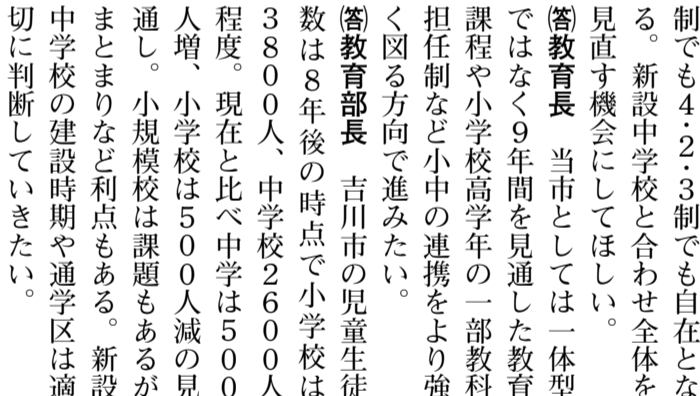 制でも4・2・3制でも自在とな
る。新設中学校と合わせ全体を
見直す機会にしてほしい。
㊎教育長　当市としては一体型
ではなく9年間を見通した教育
課程や小学校高学年の一部教科
担任制など小中の連携をより強
く図る方向で進みたい。
㊎教育部長　吉川市の児童生徒
数は8年後の時点で小学校は
3800人、中学校2600人
程度。現在と比べ中学は500
人増、小学校は500人減の見
通し。小規模校は課題もあるが
まとまりなど利点もある。新設
中学校の建設時期や通学区は適
切に判断していきたい。